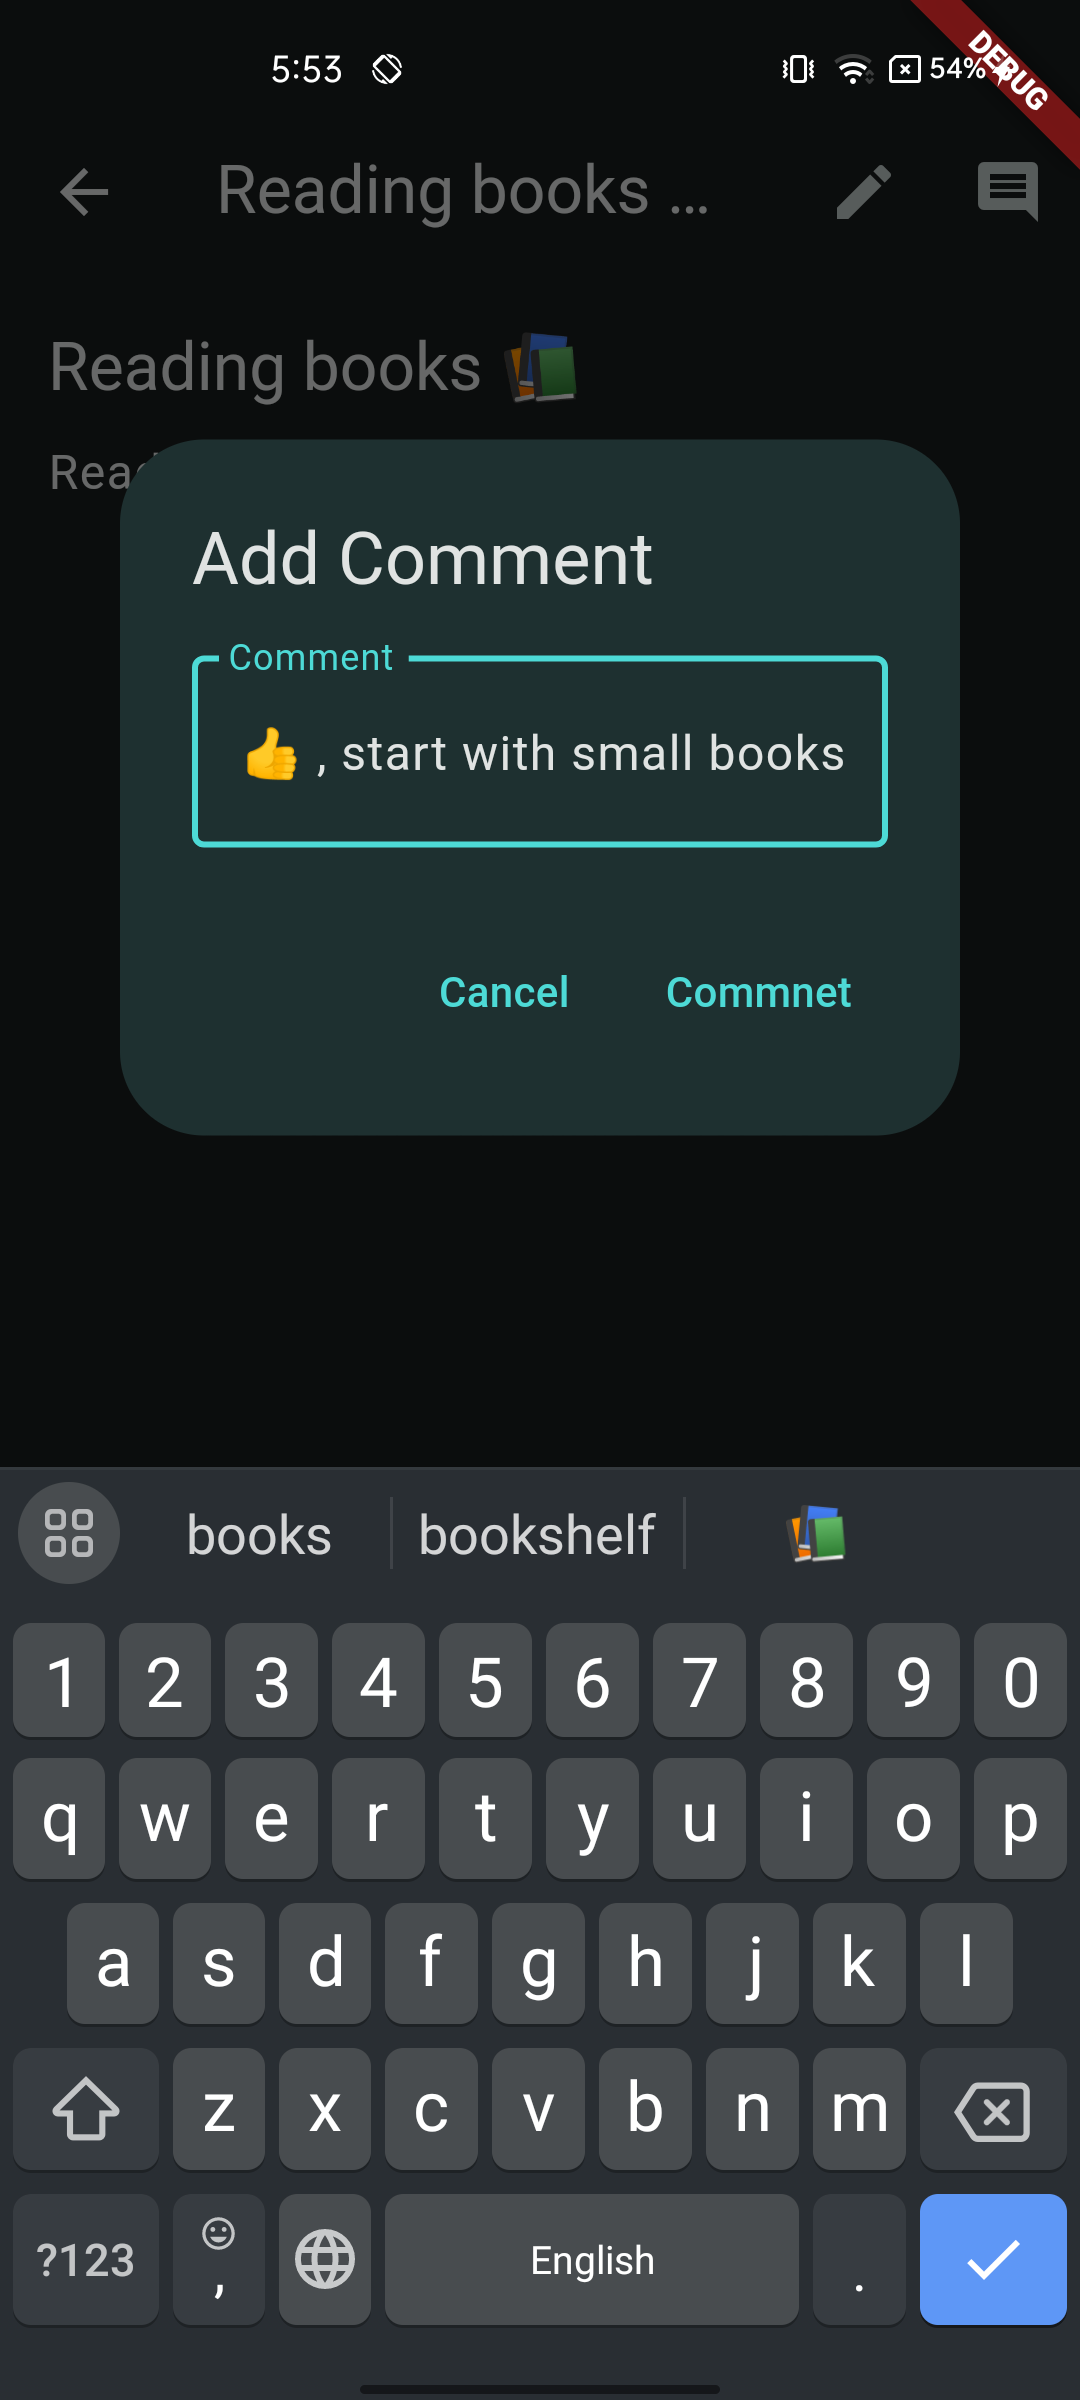 5:53 54% DEBUG
Reading books ...
Reading books 📚
Read
Add Comment
Comment
👍 , start with small books
Cancel Commnet
books bookshelf 📚
1 2 3 4 5 6 7 8 9 0
q w e r t y u i o p
a s d f g h j k l
z x c v b n m
?123 , English .